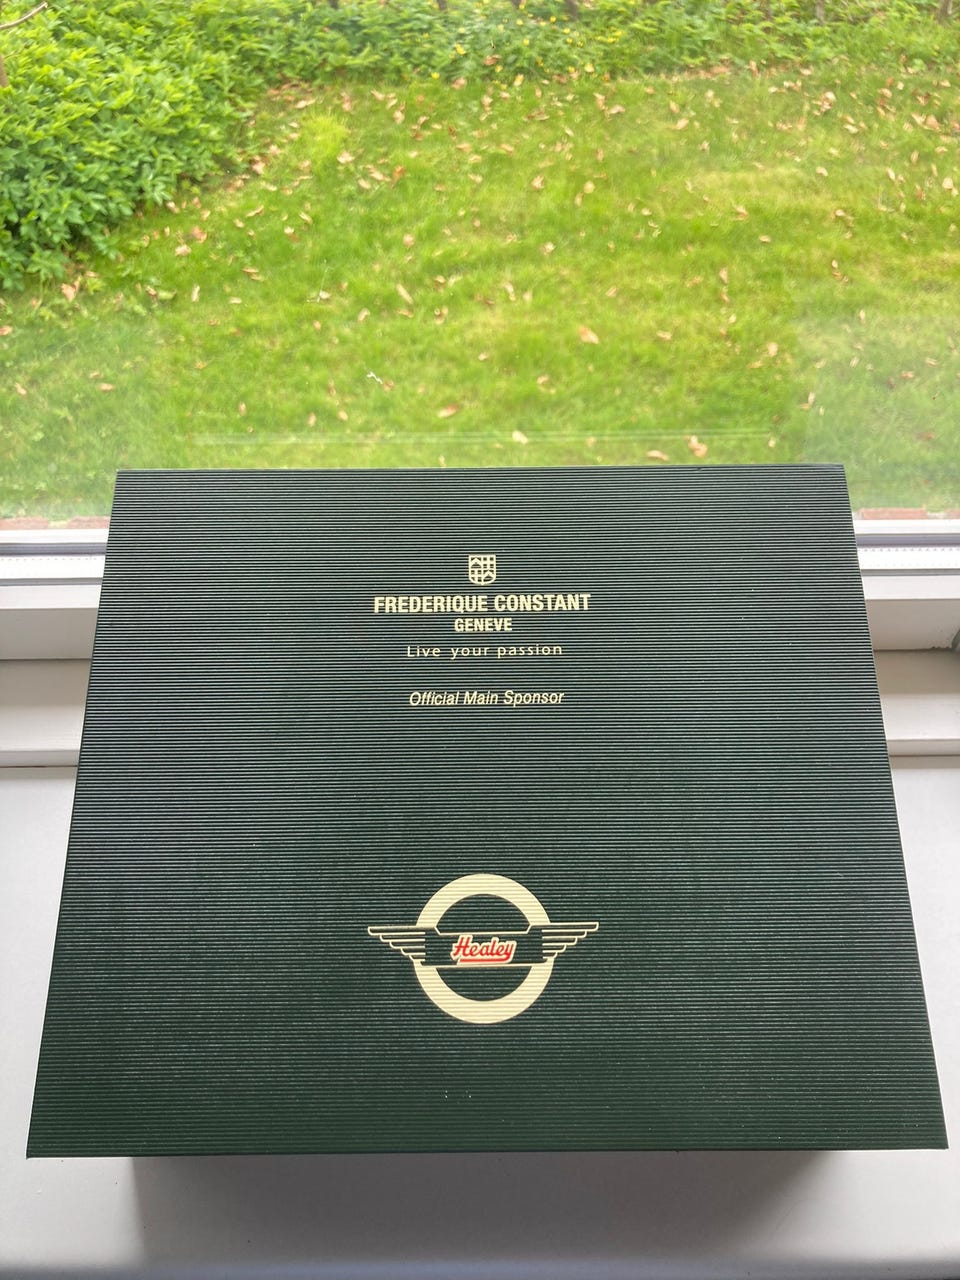 FREDERIQUE CONSTANT
GENEVE
Live your passion
Official Main Sponsor
Healey